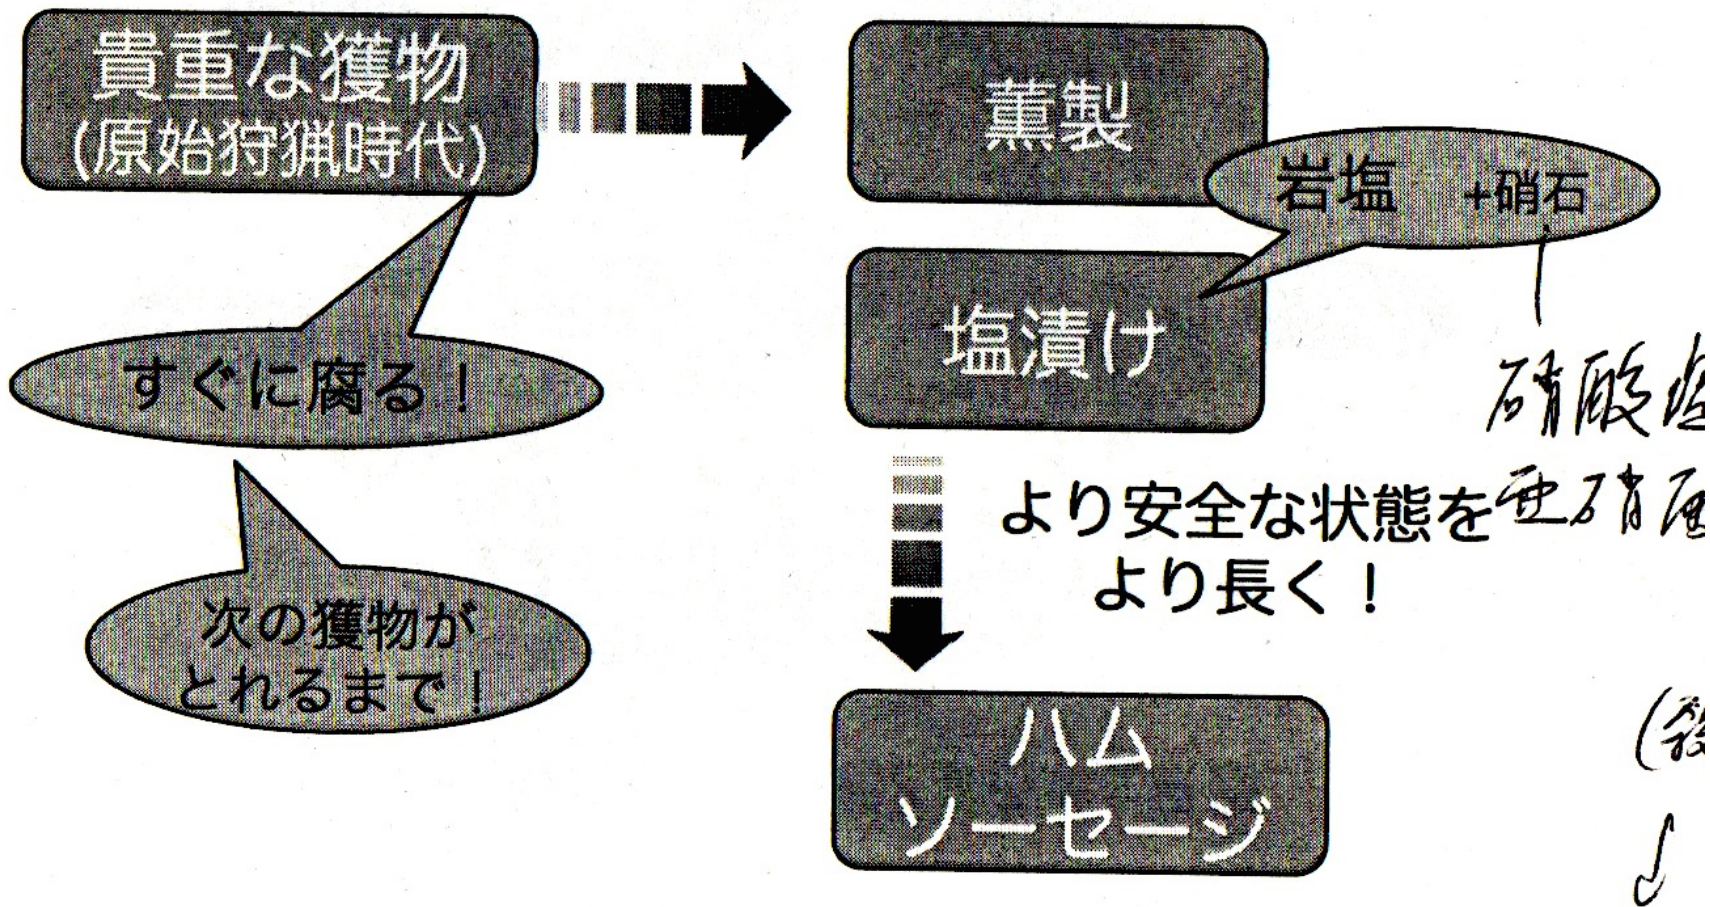 貴重な獲物
(原始狩猟時代)
薫製
岩塩 +硝石
塩漬け
すぐに腐る！
硝酸塩
より安全な状態を
亜硝
より長く！
次の獲物が
とれるまで！
ハム
ソーセージ